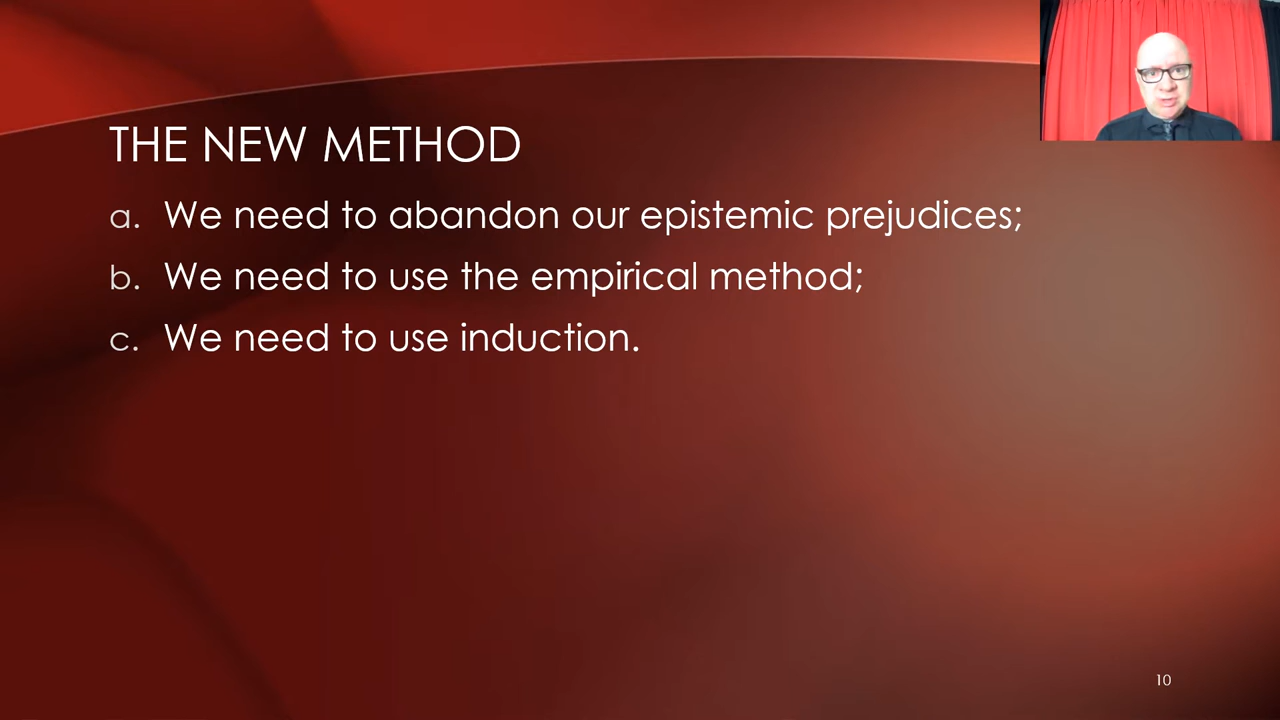 THE NEW METHOD
a. We need to abandon our epistemic prejudices;
b. We need to use the empirical method;
c. We need to use induction.
10